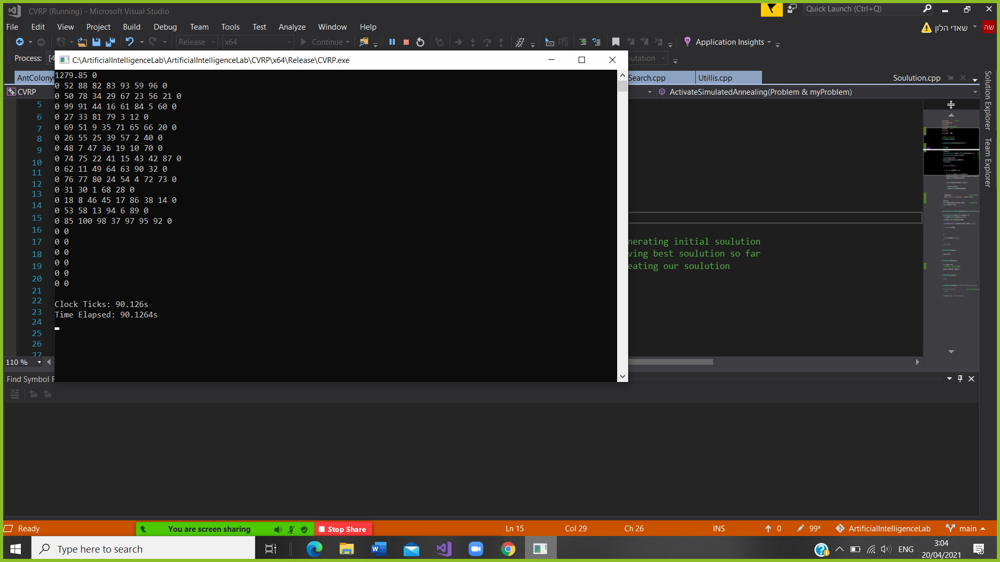 CVRP (Running) - Microsoft Visual Studio
Quick Launch (Ctrl+Q)
File Edit View Project Build Debug Team Tools Test Analyze Window Help
שאדי הלון
שה
Release x64 Continue Application Insights
Process: [4
C:\ArtificialIntelligenceLab\ArtificialIntelligenceLab\CVRP\x64\Release\CVRP.exe
AntColony
Search.cpp
Utillis.cpp
Soulution.cpp
CVRP
ActivateSimulatedAnnealing(Problem & myProblem)
Solution Explorer
Team Explorer
1279.85 0
0 52 88 82 83 93 59 96 0
0 50 78 34 29 67 23 56 21 0
0 99 91 44 16 61 84 5 60 0
0 27 33 81 79 3 12 0
0 69 51 9 35 71 65 66 20 0
0 26 55 25 39 57 2 40 0
0 48 7 47 36 19 10 70 0
0 74 75 22 41 15 43 42 87 0
0 62 11 49 64 63 90 32 0
0 76 77 80 24 54 4 72 73 0
0 31 30 1 68 28 0
0 18 8 46 45 17 86 38 14 0
0 53 58 13 94 6 89 0
0 85 100 98 37 97 95 92 0
0 0
0 0
0 0
0 0
0 0
0 0
Clock Ticks: 90.126s
Time Elapsed: 90.1264s
5
6
7
8
9
10
11
12
13
14
15
16
17
18
19
20
21
22
23
24
25
26
27
nerating initial soulution
ving best soulution so far
eating our soulution
110 %
Find Symbol
Ready
You are screen sharing
Stop Share
Ln 15 Col 29 Ch 26 INS 0 99* ArtificialIntelligenceLab main
Type here to search
ENG
3:04
20/04/2021